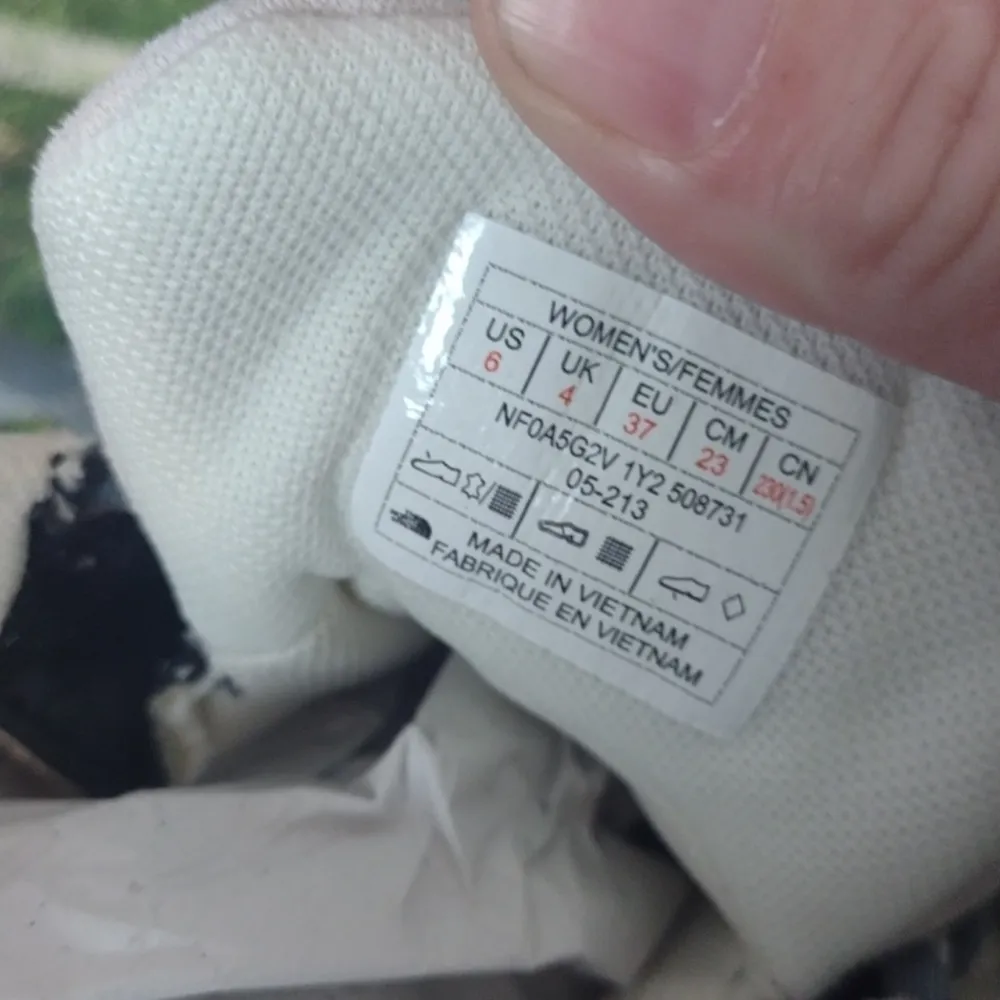 WOMEN'S/FEMMES
US UK EU CM CN
6 4 37 23 230(1.5)
NF0A5G2V 1Y2 508731
05-213
MADE IN VIETNAM
FABRIQUE EN VIETNAM